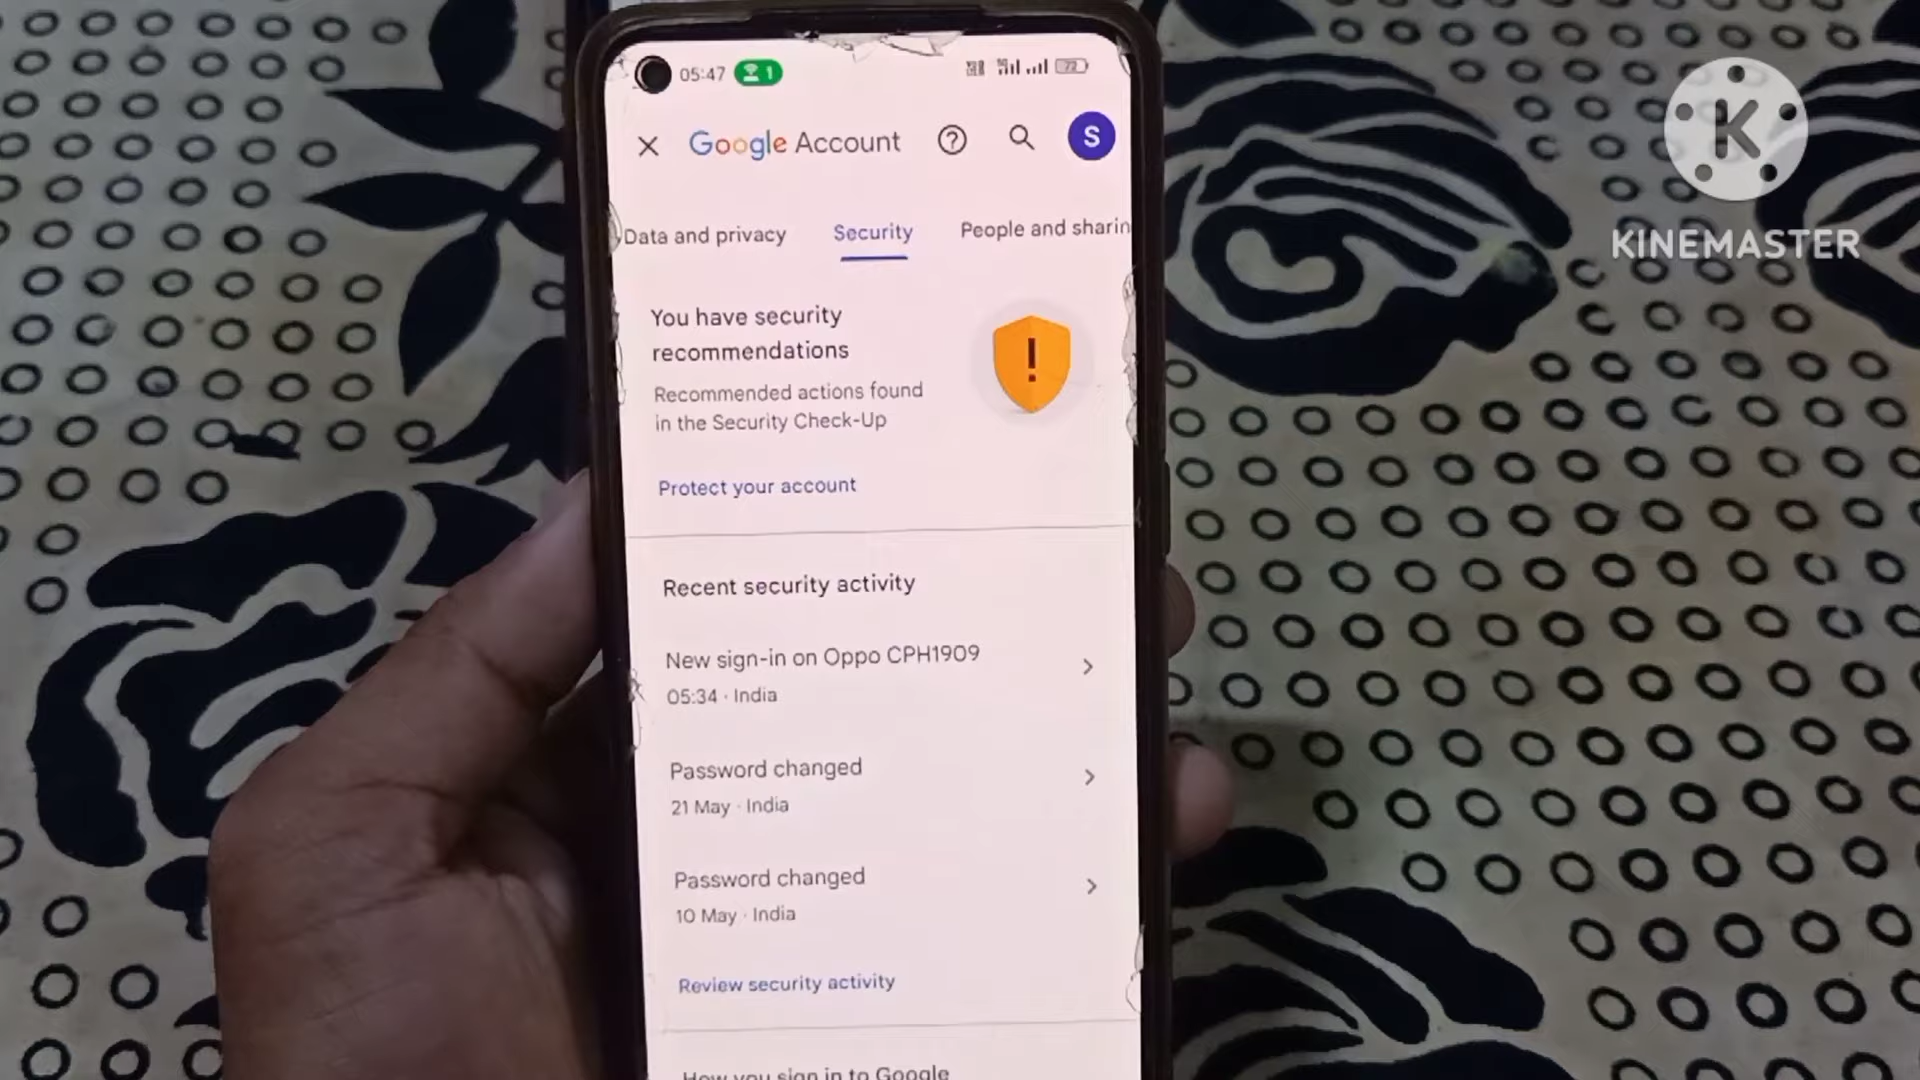 05:47 1 72
Google Account S
Data and privacy Security People and sharin
You have security
recommendations
Recommended actions found
in the Security Check-Up
Protect your account
Recent security activity
New sign-in on Oppo CPH1909
05:34 · India
Password changed
21 May · India
Password changed
10 May · India
Review security activity
How you sign in to Google
K
KINEMASTER